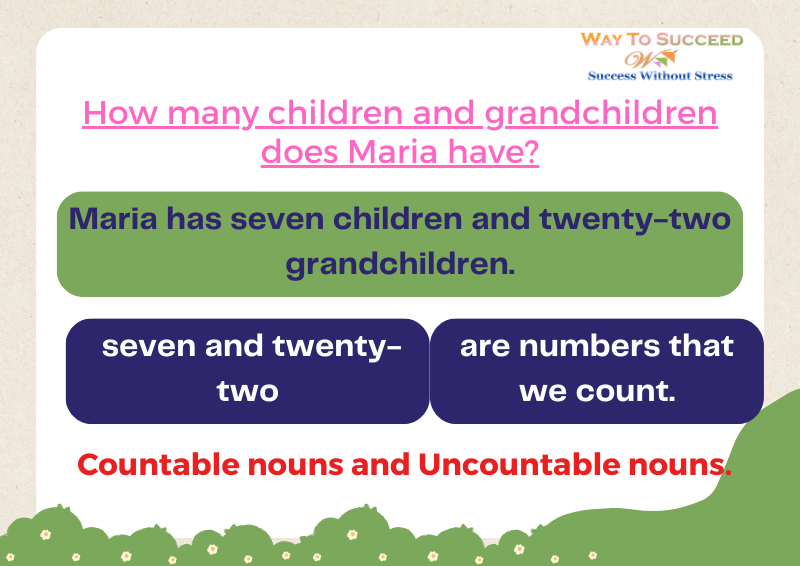 WAY TO SUCCEED
W
Success Without Stress
How many children and grandchildren
does Maria have?
Maria has seven children and twenty-two
grandchildren.
seven and twenty-
two
are numbers that
we count.
Countable nouns and Uncountable nouns.